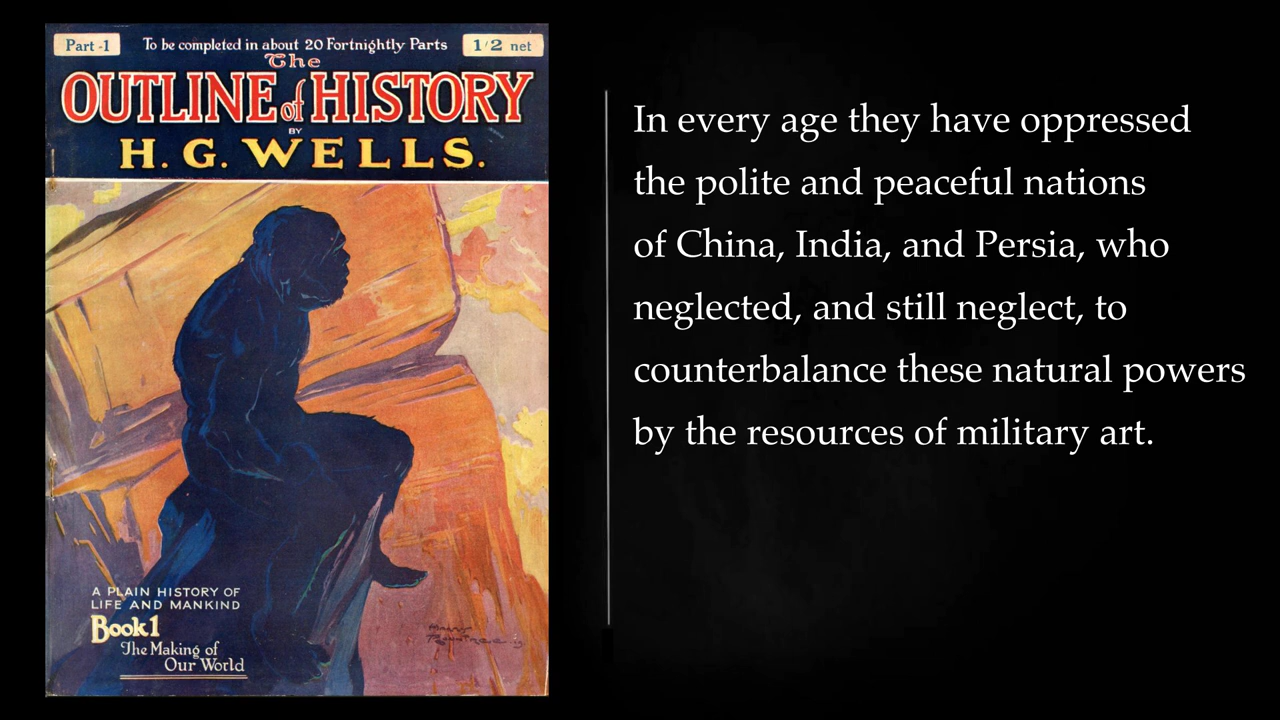 Part -1
To be completed in about 20 Fortnightly Parts
1/2 net
The
OUTLINE of HISTORY
BY
H. G. WELLS.
A PLAIN HISTORY OF
LIFE AND MANKIND
Book 1
The Making of
Our World
In every age they have oppressed
the polite and peaceful nations
of China, India, and Persia, who
neglected, and still neglect, to
counterbalance these natural powers
by the resources of military art.